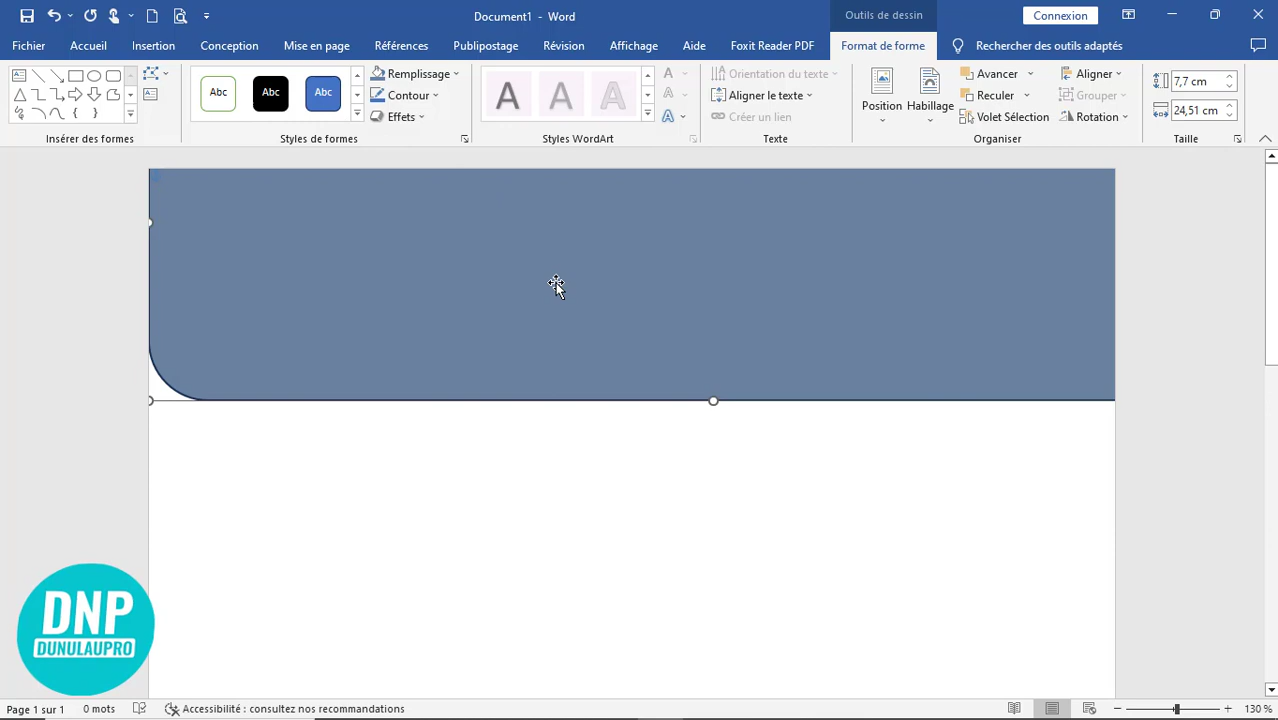 Document1 - Word
Outils de dessin
Connexion
Fichier Accueil Insertion Conception Mise en page Références Publipostage Révision Affichage Aide Foxit Reader PDF Format de forme Rechercher des outils adaptés
Abc Abc Abc
Remplissage
Contour
Effets
A A A
A
A
A
Orientation du texte
Aligner le texte
Créer un lien
Position
Habillage
Avancer
Reculer
Volet Sélection
Aligner
Grouper
Rotation
7,7 cm
24,51 cm
Insérer des formes Styles de formes Styles WordArt Texte Organiser Taille
DNP
DUNULAUPRO
Page 1 sur 1 0 mots Accessibilité : consultez nos recommandations 130 %